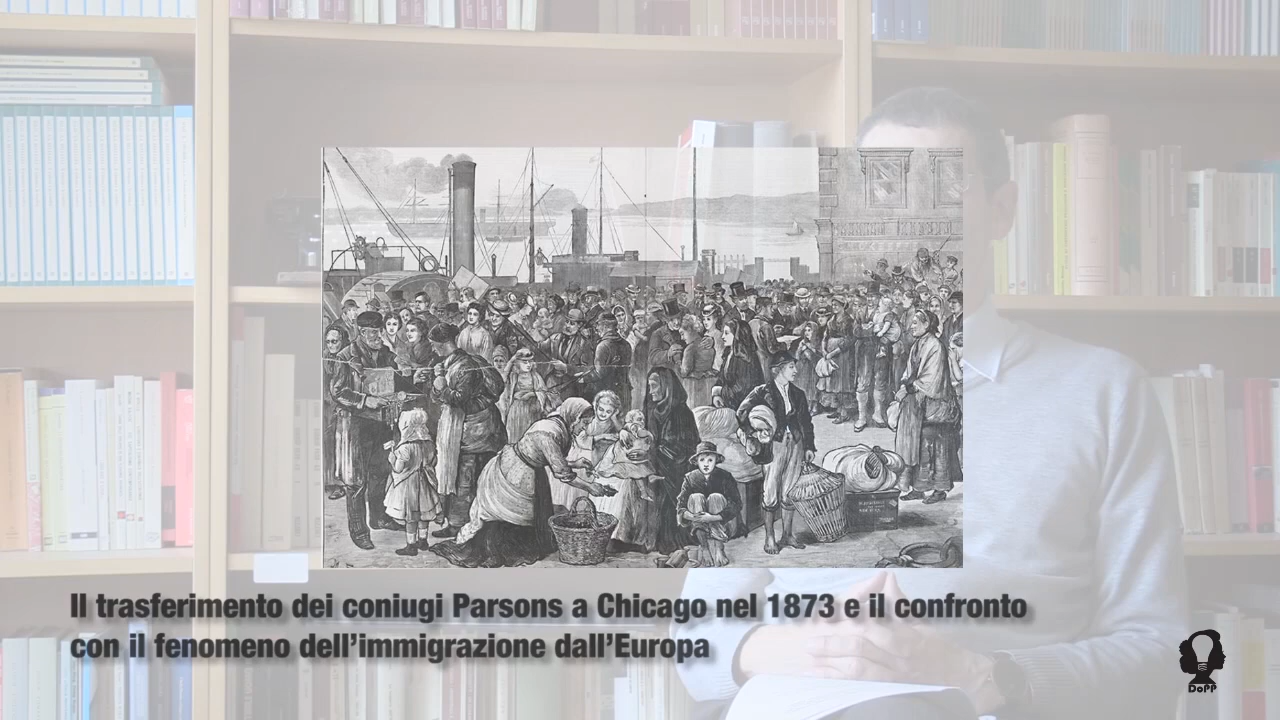 Il trasferimento dei coniugi Parsons a Chicago nel 1873 e il confronto
con il fenomeno dell’immigrazione dall’Europa
DoPP